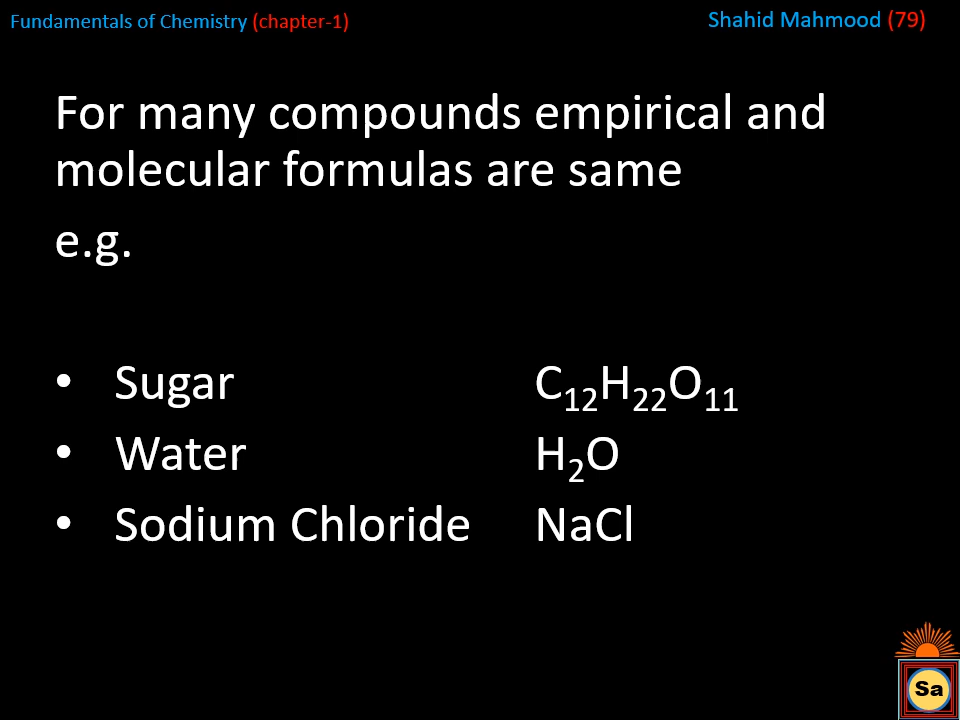 Fundamentals of Chemistry (chapter-1)
Shahid Mahmood (79)
For many compounds empirical and
molecular formulas are same
e.g.
• Sugar C₁₂H₂₂O₁₁
• Water H₂O
• Sodium Chloride NaCl
Sa